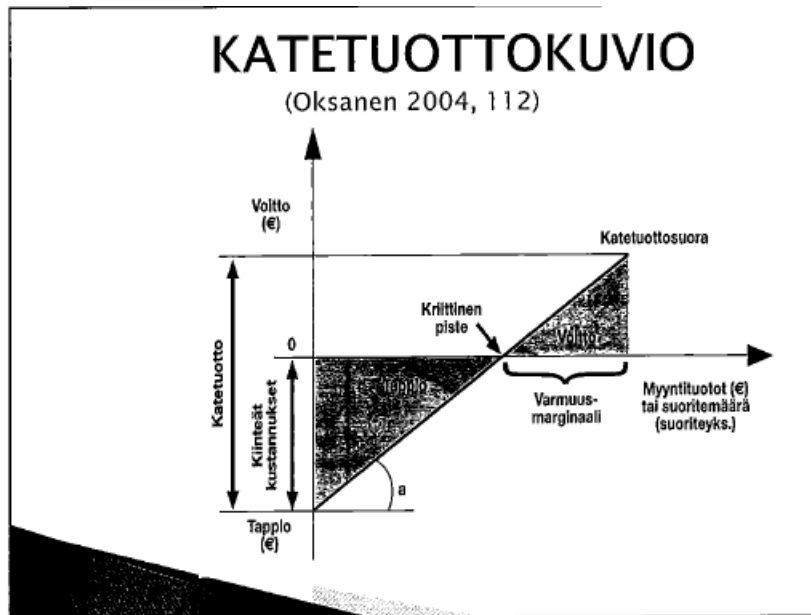 KATETUOTTOKUVIO
(Oksanen 2004, 112)
Voitto
(€)
Katetuottosuora
Kriittinen
piste
0
Voitto
Tappio
Katetuotto
Kiinteät
kustannukset
Varmuus-
marginaali
Myyntituotot (€)
tai suoritemäärä
(suoriteyks.)
a
Tappio
(€)